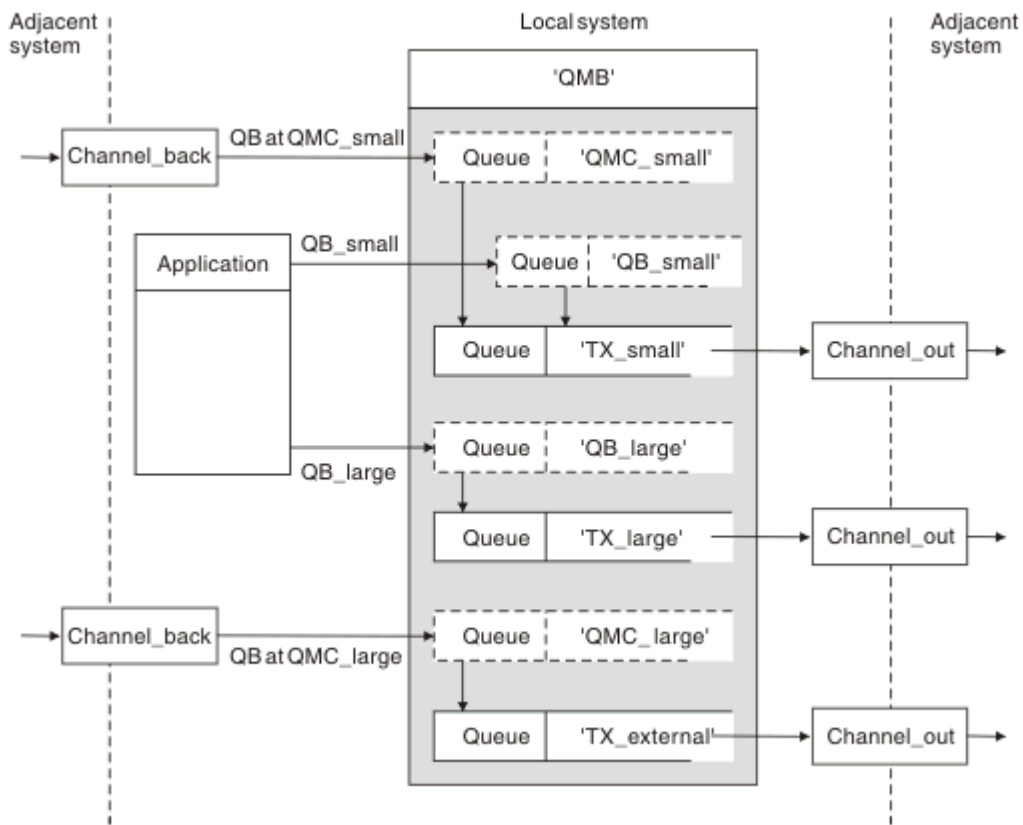 Adjacent
system
Local system
Adjacent
system
'QMB'
Channel_back
QB at QMC_small
Queue
'QMC_small'
Application
QB_small
Queue
'QB_small'
Queue
'TX_small'
Channel_out
QB_large
Queue
'QB_large'
Queue
'TX_large'
Channel_out
Channel_back
QB at QMC_large
Queue
'QMC_large'
Queue
'TX_external'
Channel_out